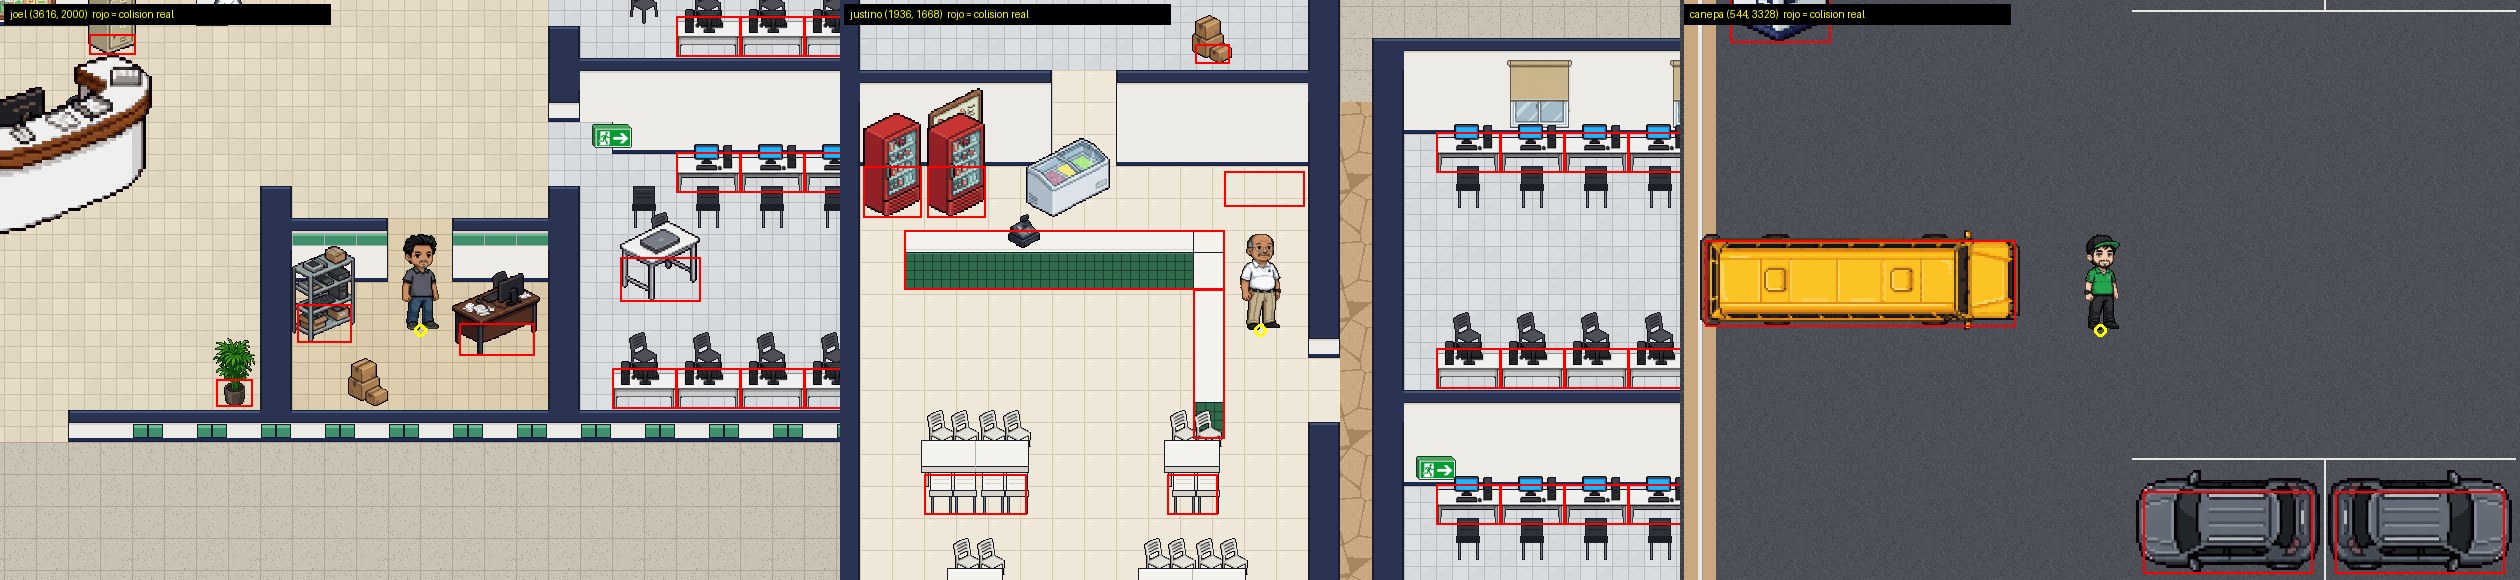 joel (3616, 2000) rojo = colision real
justino (1936, 1668) rojo = colision real
canepa (544, 3328) rojo = colision real